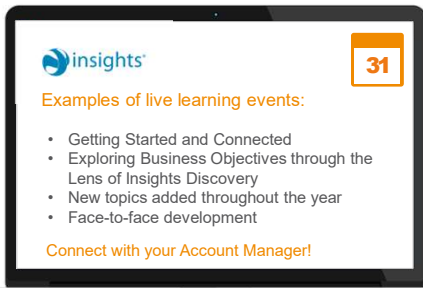 insights®
31
Examples of live learning events:
• Getting Started and Connected
• Exploring Business Objectives through the
Lens of Insights Discovery
• New topics added throughout the year
• Face-to-face development
Connect with your Account Manager!